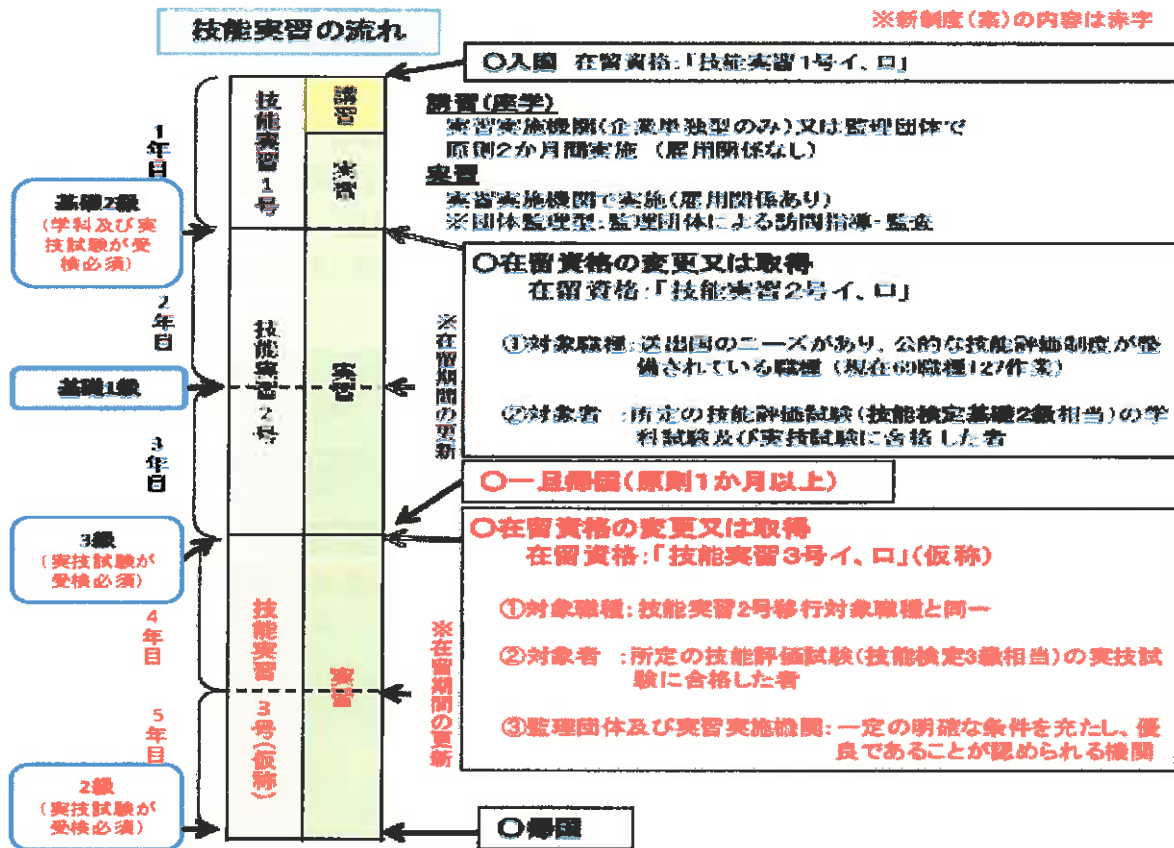 技能実習の流れ
※新制度(案)の内容は赤字
〇入国 在留資格:「技能実習1号イ、ロ」
講習(座学)
実習実施機関(企業単独型のみ)又は監理団体で
原則2か月間実施 (雇用関係なし)
実習
実習実施機関で実施(雇用関係あり)
※団体監理型:監理団体による訪問指導・監査
1年目
技能実習1号
講習
実習
基礎2級
(学科及び実
技試験が受
検必須)
〇在留資格の変更又は取得
在留資格:「技能実習2号イ、ロ」
①対象職種:送出国のニーズがあり、公的な技能評価制度が整
備されている職種 (現在69職種127作業)
②対象者 :所定の技能評価試験(技能検定基礎2級相当)の学
科試験及び実技試験に合格した者
2年目
技能実習2号
実習
※在留期間の更新
基礎1級
3年目
〇一旦帰国(原則1か月以上)
3級
(実技試験が
受検必須)
〇在留資格の変更又は取得
在留資格:「技能実習3号イ、ロ」(仮称)
①対象職種:技能実習2号移行対象職種と同一
②対象者 :所定の技能評価試験(技能検定3級相当)の実技試
験に合格した者
③監理団体及び実習実施機関:一定の明確な条件を充たし、優
良であることが認められる機関
4年目
技能実習3号(仮称)
実習
※在留期間の更新
5年目
2級
(実技試験が
受検必須)
〇帰国